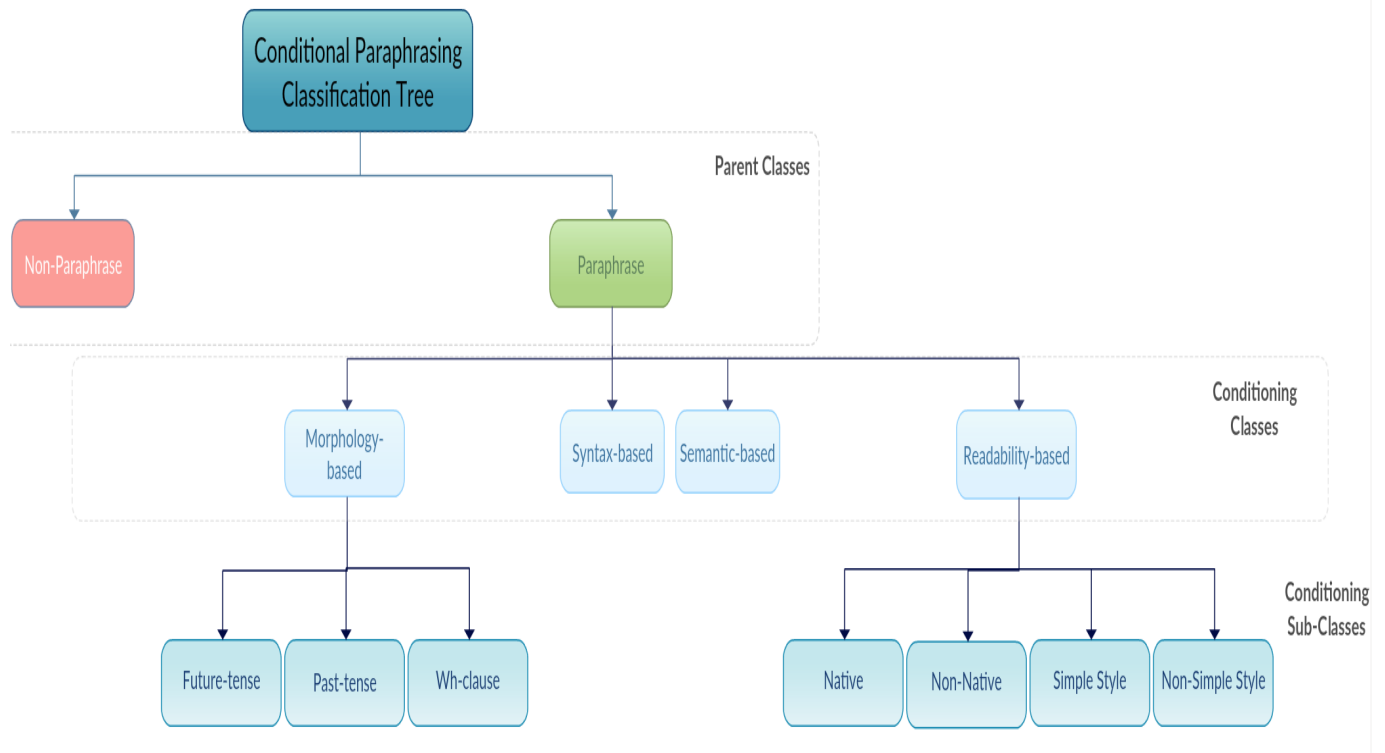 Conditional Paraphrasing
Classification Tree
Parent Classes
Non-Paraphrase
Paraphrase
Conditioning
Classes
Morphology-
based
Syntax-based
Semantic-based
Readability-based
Conditioning
Sub-Classes
Future-tense
Past-tense
Wh-clause
Native
Non-Native
Simple Style
Non-Simple Style